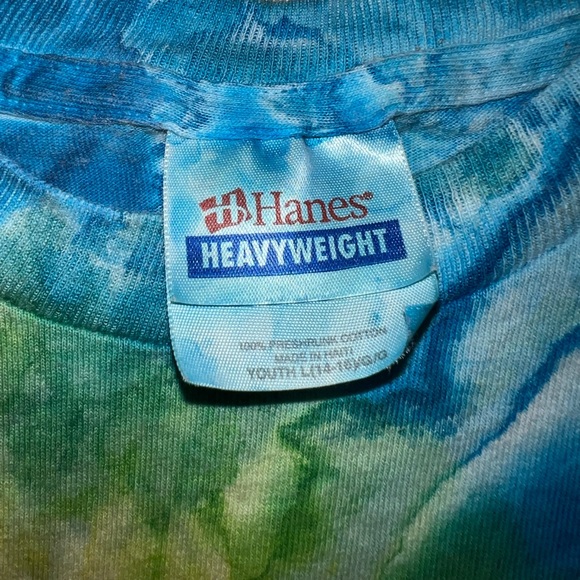 Hanes®
HEAVYWEIGHT
100% PRESHRUNK COTTON
MADE IN HAITI
YOUTH L(14-16)/G/G